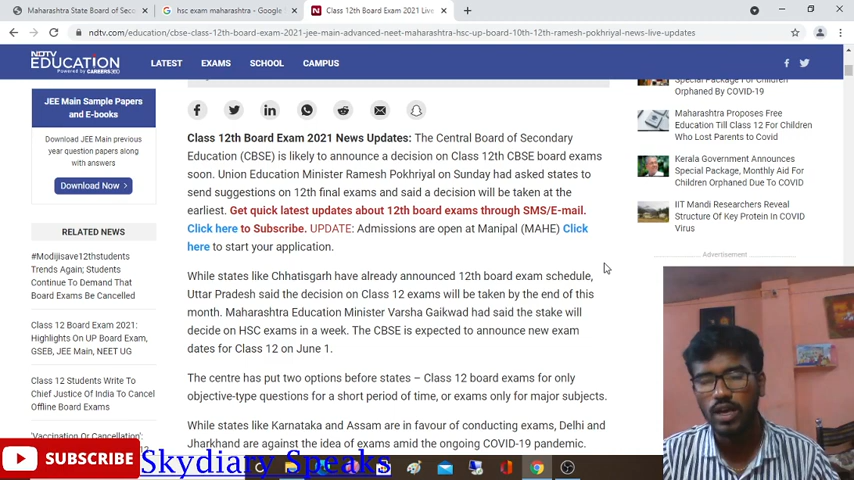 Maharashtra State Board of Seco
hsc exam maharashtra - Google S
Class 12th Board Exam 2021 Live
ndtv.com/education/cbse-class-12th-board-exam-2021-jee-main-advanced-neet-maharashtra-hsc-up-board-10th-12th-ramesh-pokhriyal-news-live-updates
NDTV
EDUCATION
Powered by CAREERS360
LATEST EXAMS SCHOOL CAMPUS
JEE Main Sample Papers
and E-books
Download JEE Main previous
year question papers along
with answers
Download Now
RELATED NEWS
#Modijisave12thstudents
Trends Again; Students
Continue To Demand That
Board Exams Be Cancelled
Class 12 Board Exam 2021:
Highlights On UP Board Exam,
GSEB, JEE Main, NEET UG
Class 12 Students Write To
Chief Justice Of India To Cancel
Offline Board Exams
'Vaccination Or Cancellation':
Class 12th Board Exam 2021 News Updates: The Central Board of Secondary
Education (CBSE) is likely to announce a decision on Class 12th CBSE board exams
soon. Union Education Minister Ramesh Pokhriyal on Sunday had asked states to
send suggestions on 12th final exams and said a decision will be taken at the
earliest. Get quick latest updates about 12th board exams through SMS/E-mail.
Click here to Subscribe. UPDATE: Admissions are open at Manipal (MAHE) Click
here to start your application.
While states like Chhatisgarh have already announced 12th board exam schedule,
Uttar Pradesh said the decision on Class 12 exams will be taken by the end of this
month. Maharashtra Education Minister Varsha Gaikwad had said the stake will
decide on HSC exams in a week. The CBSE is expected to announce new exam
dates for Class 12 on June 1.
The centre has put two options before states – Class 12 board exams for only
objective-type questions for a short period of time, or exams only for major subjects.
While states like Karnataka and Assam are in favour of conducting exams, Delhi and
Jharkhand are against the idea of exams amid the ongoing COVID-19 pandemic.
Special Package For Children
Orphaned By COVID-19
Maharashtra Proposes Free
Education Till Class 12 For Children
Who Lost Parents to Covid
Kerala Government Announces
Special Package, Monthly Aid For
Children Orphaned Due To COVID
IIT Mandi Researchers Reveal
Structure Of Key Protein In COVID-
Virus
Advertisement
SUBSCRIBE
Skydiary Speaks